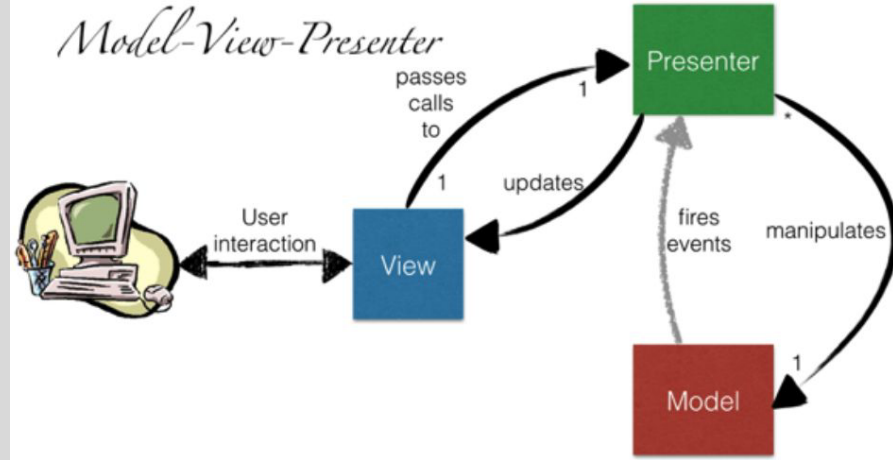 Model-View-Presenter
passes
calls
to
1
Presenter
*
1
updates
User
interaction
View
fires
events
manipulates
1
Model